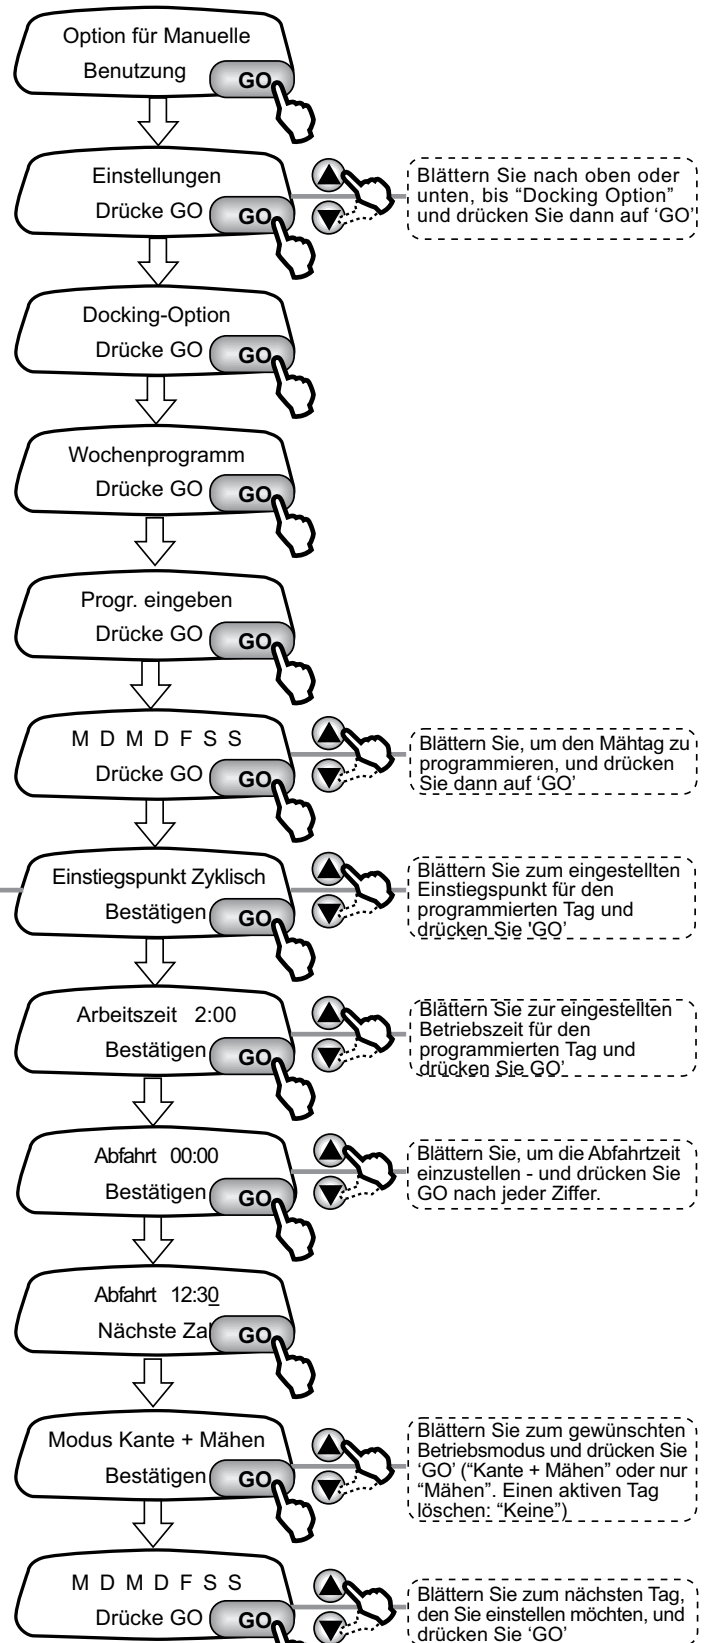 Option für Manuelle
Benutzung GO
Einstellungen
Drücke GO GO
Blättern Sie nach oben oder
unten, bis “Docking Option”
und drücken Sie dann auf ‘GO’
Docking-Option
Drücke GO GO
Wochenprogramm
Drücke GO GO
Progr. eingeben
Drücke GO GO
M D M D F S S
Drücke GO GO
Blättern Sie, um den Mähtag zu
programmieren, und drücken
Sie dann auf ‘GO’
Einstiegspunkt Zyklisch
Bestätigen GO
Blättern Sie zum eingestellten
Einstiegspunkt für den
programmierten Tag und
drücken Sie 'GO’
Arbeitszeit 2:00
Bestätigen GO
Blättern Sie zur eingestellten
Betriebszeit für den
programmierten Tag und
drücken Sie GO’
Abfahrt 00:00
Bestätigen GO
Blättern Sie, um die Abfahrtzeit
einzustellen - und drücken Sie
GO nach jeder Ziffer.
Abfahrt 12:30
Nächste GO
Modus Kante + Mähen
Bestätigen GO
Blättern Sie zum gewünschten
Betriebsmodus und drücken Sie
‘GO’ (“Kante + Mähen” oder nur
“Mähen”. Einen aktiven Tag
löschen: “Keine”)
M D M D F S S
Drücke GO GO
Blättern Sie zum nächsten Tag,
den Sie einstellen möchten, und
drücken Sie ‘GO’